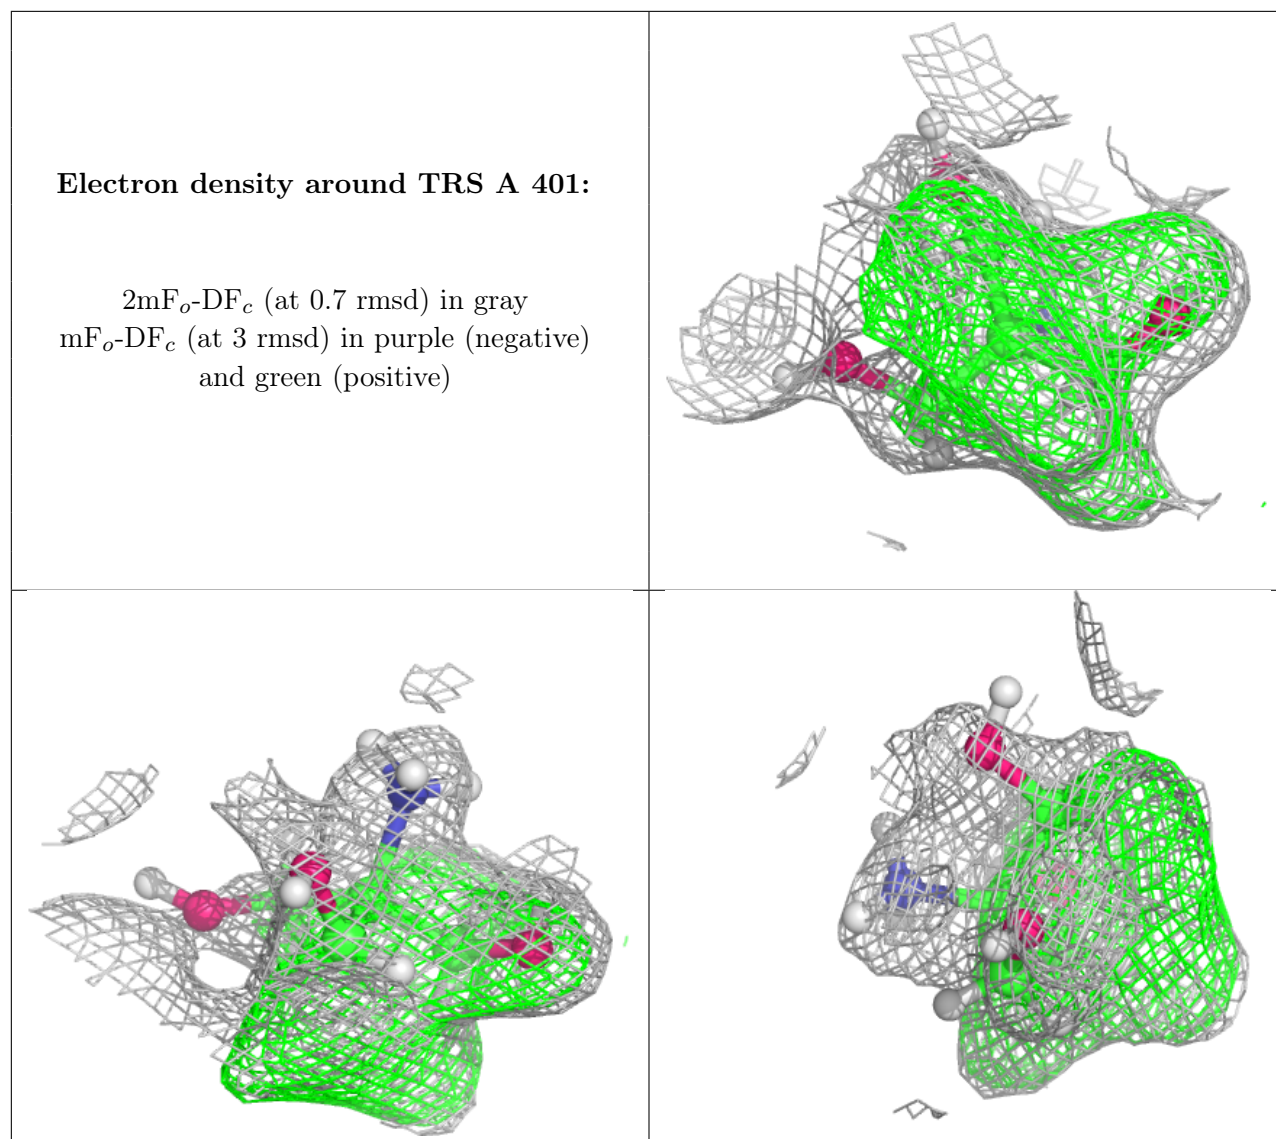 Electron density around TRS A 401:
2mFo-DFc (at 0.7 rmsd) in gray
mFo-DFc (at 3 rmsd) in purple (negative)
and green (positive)